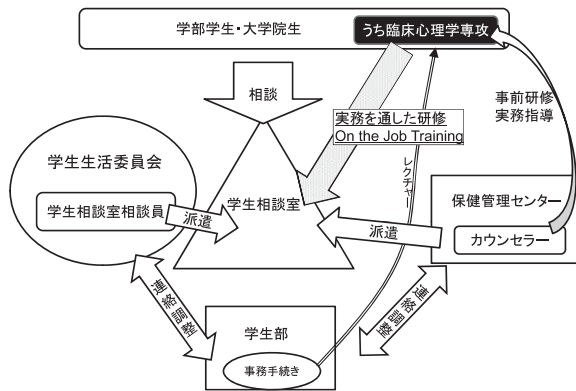 学部学生・大学院生
うち臨床心理学専攻
相談
実務を通した研修
On the Job Training
事前研修
実務指導
学生生活委員会
学生相談室相談員
派遣
学生相談室
レクチャー
派遣
保健管理センター
カウンセラー
連絡調整
連絡調整
学生部
事務手続き